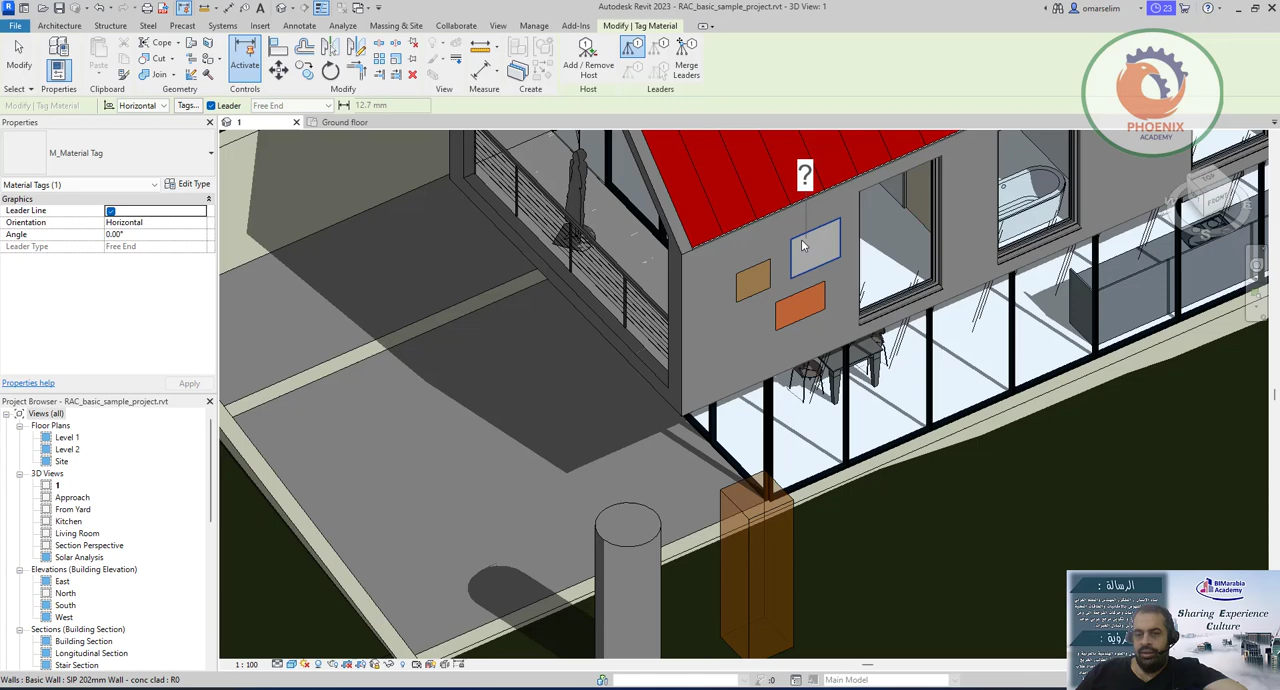 Autodesk Revit 2023 - RAC_basic_sample_project.rvt - 3D View: 1
omarselim
23
File
Architecture
Structure
Steel
Precast
Systems
Insert
Annotate
Analyze
Massing & Site
Collaborate
View
Manage
Add-Ins
Modify | Tag Material
Modify
Paste
Cope
Cut
Join
Activate
Add / Remove Host
Merge Leaders
Select
Properties
Clipboard
Geometry
Controls
Modify
View
Measure
Create
Host
Leaders
Modify | Tag Material
Horizontal
Tags...
Leader
Free End
12.7 mm
Properties
M_Material Tag
Material Tags (1)
Edit Type
Graphics
Leader Line
Orientation Horizontal
Angle 0.00°
Leader Type Free End
Properties help
Apply
Project Browser - RAC_basic_sample_project.rvt
Views (all)
Floor Plans
Level 1
Level 2
Site
3D Views
1
Approach
From Yard
Kitchen
Living Room
Section Perspective
Solar Analysis
Elevations (Building Elevation)
East
North
South
West
Sections (Building Section)
Building Section
Longitudinal Section
Stair Section
1
Ground floor
?
FRONT
W
S
PHOENIX
ACADEMY
الرسالة :
BIMarabia
Academy
Sharing Experience
Culture
1 : 100
Walls : Basic Wall : SIP 202mm Wall - conc clad : R0
:0
Main Model